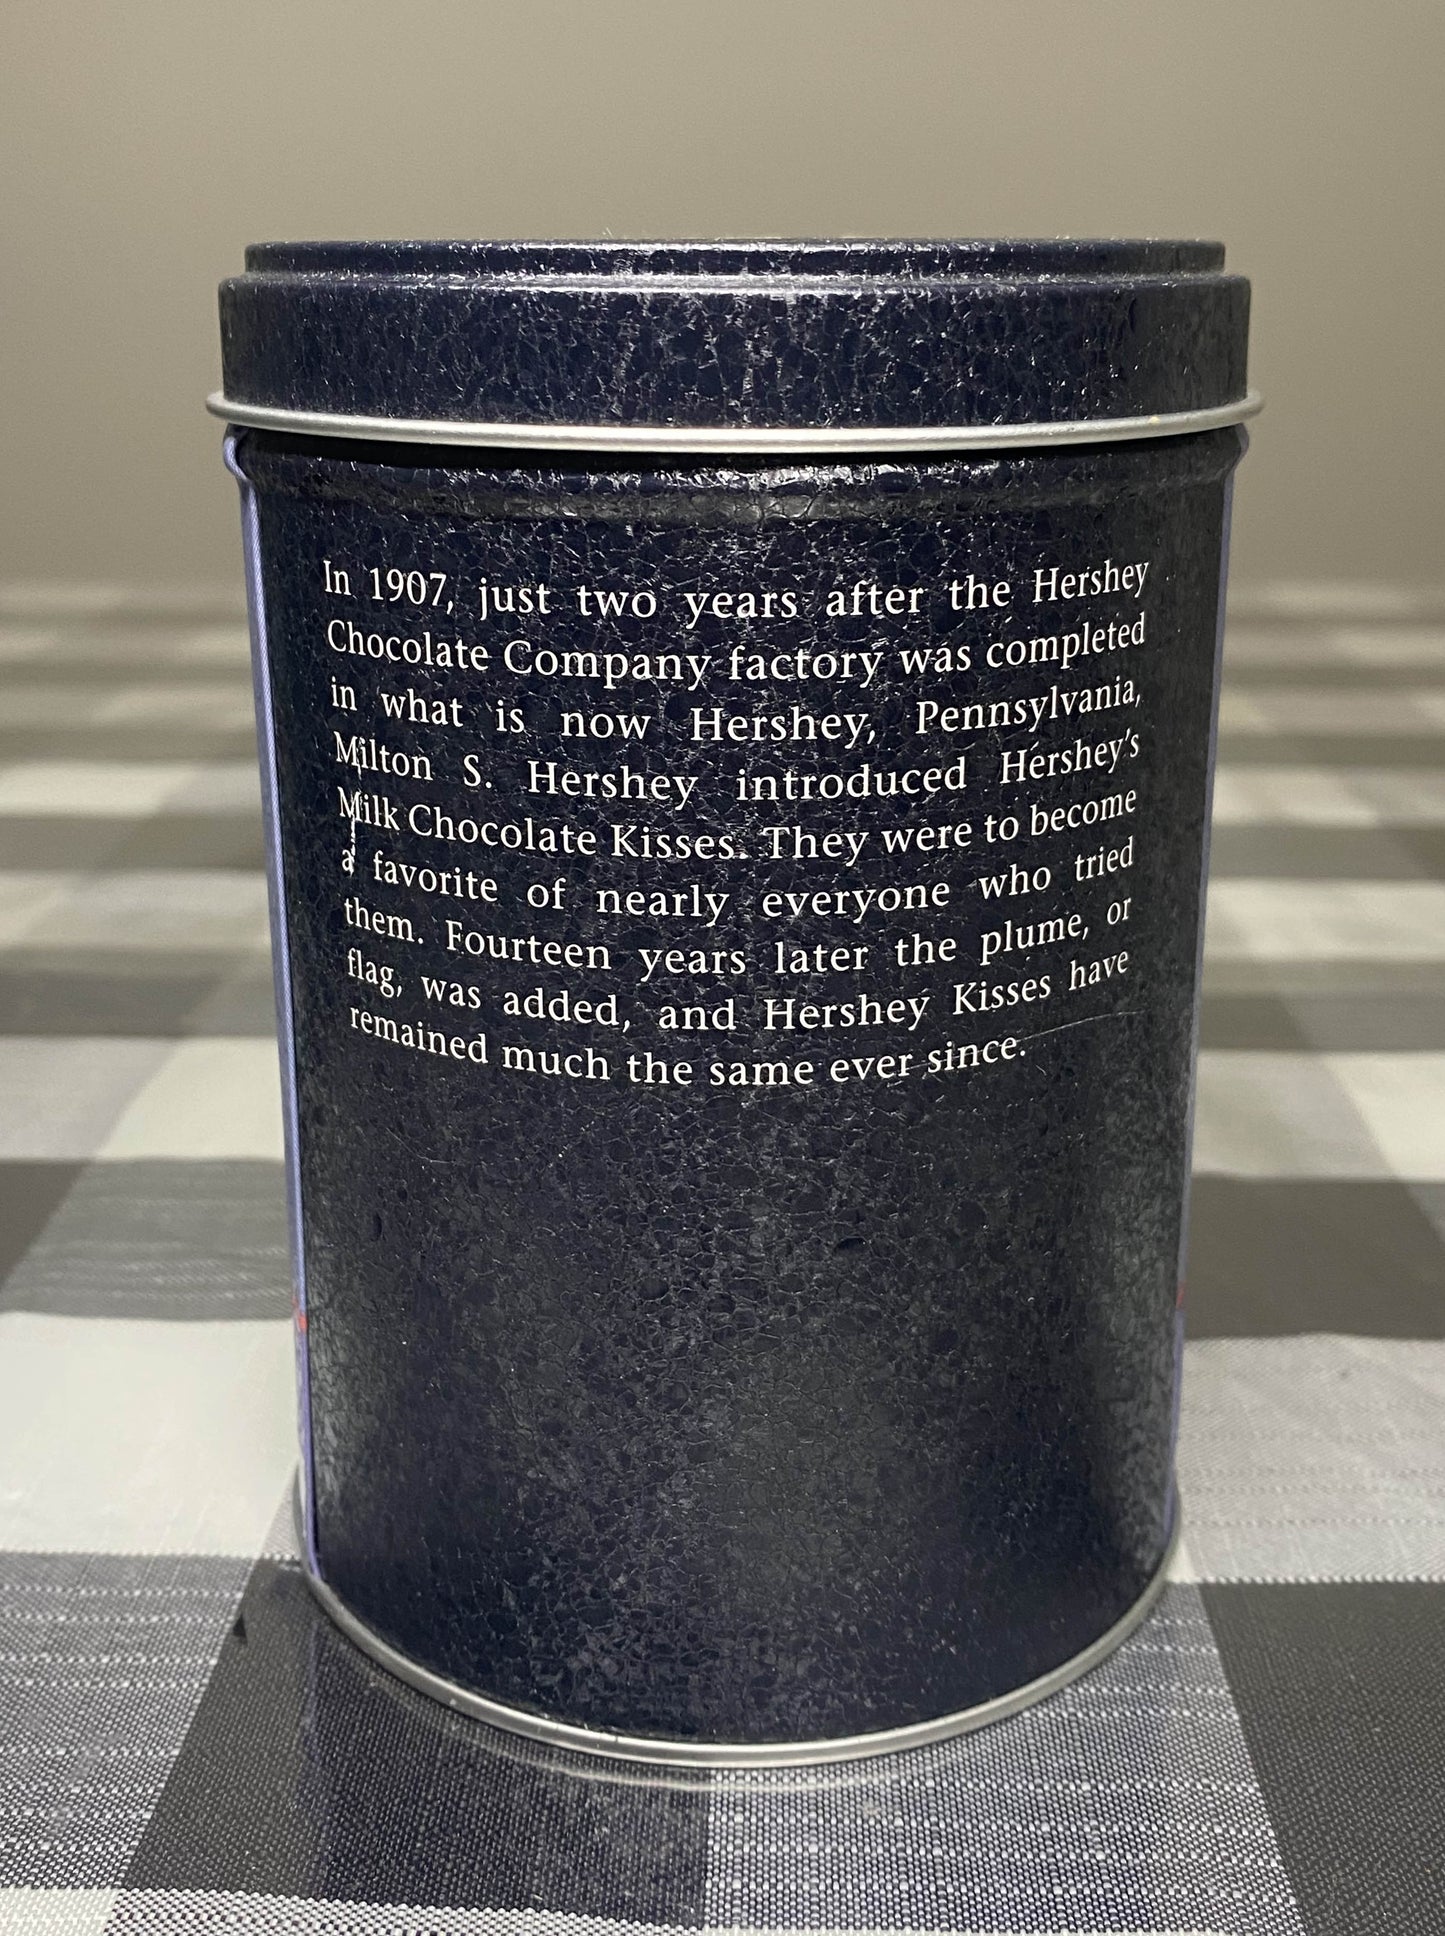 In 1907, just two years after the Hershey
Chocolate Company factory was completed
in what is now Hershey, Pennsylvania,
Milton S. Hershey introduced Hershey's
Milk Chocolate Kisses. They were to become
a favorite of nearly everyone who tried
them. Fourteen years later the plume, or
flag, was added, and Hershey Kisses have
remained much the same ever since.